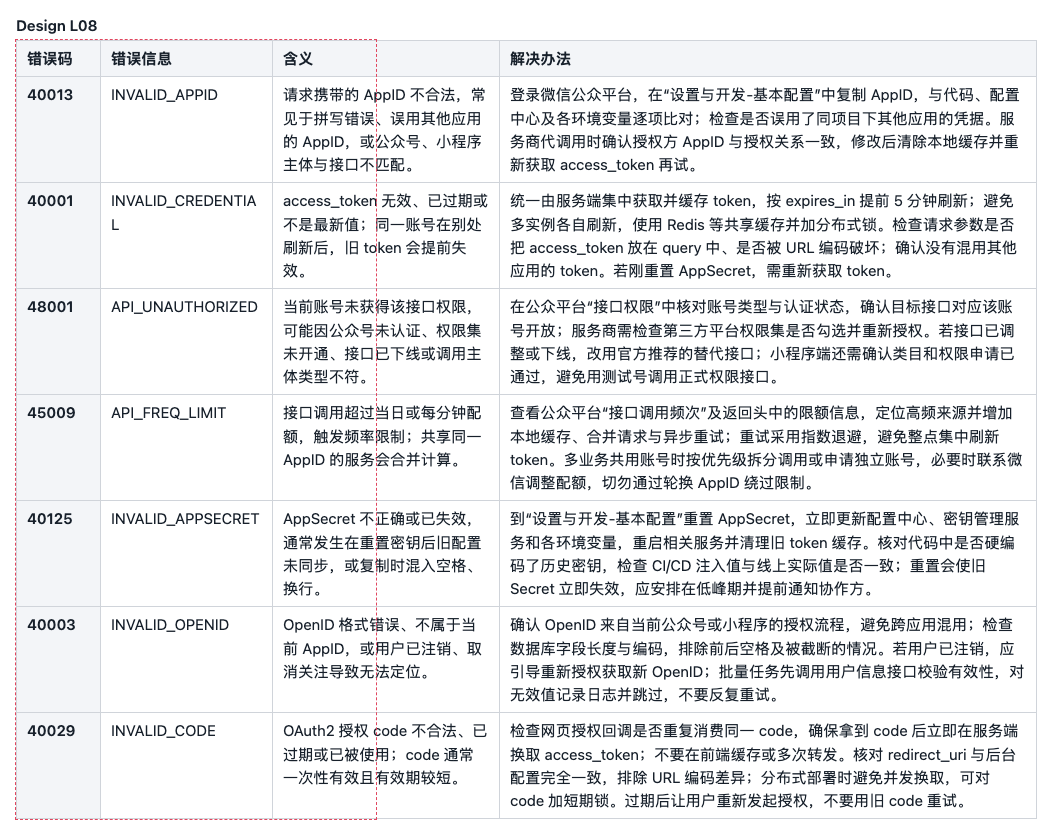 Design L08
错误码 错误信息 含义 解决办法
40013 INVALID_APPID
请求携带的 AppID 不合法，常
见于拼写错误、误用其他应用
的 AppID，或公众号、小程序
主体与接口不匹配。
登录微信公众平台，在“设置与开发-基本配置”中复制 AppID，与代码、配置
中心及各环境变量逐项比对；检查是否误用了同项目下其他应用的凭据。服
务商代调用时确认授权方 AppID 与授权关系一致，修改后清除本地缓存并重
新获取 access_token 再试。
40001 INVALID_CREDENTIA
L
access_token 无效、已过期或
不是最新值；同一账号在别处
刷新后，旧 token 会提前失
效。
统一由服务端集中获取并缓存 token，按 expires_in 提前 5 分钟刷新；避免
多实例各自刷新，使用 Redis 等共享缓存并加分布式锁。检查请求参数是否
把 access_token 放在 query 中、是否被 URL 编码破坏；确认没有混用其他
应用的 token。若刚重置 AppSecret，需重新获取 token。
48001 API_UNAUTHORIZED
当前账号未获得该接口权限，
可能因公众号未认证、权限集
未开通、接口已下线或调用主
体类型不符。
在公众平台“接口权限”中核对账号类型与认证状态，确认目标接口对应该账
号开放；服务商需检查第三方平台权限集是否勾选并重新授权。若接口已调
整或下线，改用官方推荐的替代接口；小程序端还需确认类目和权限申请已
通过，避免用测试号调用正式权限接口。
45009 API_FREQ_LIMIT
接口调用超过当日或每分钟配
额，触发频率限制；共享同一
AppID 的服务会合并计算。
查看公众平台“接口调用频次”及返回头中的限额信息，定位高频来源并增加
本地缓存、合并请求与异步重试；重试采用指数退避，避免整点集中刷新
token。多业务共用账号时按优先级拆分调用或申请独立账号，必要时联系微
信调整配额，切勿通过轮换 AppID 绕过限制。
40125 INVALID_APPSECRET
AppSecret 不正确或已失效，
通常发生在重置密钥后旧配置
未同步，或复制时混入空格、
换行。
到“设置与开发-基本配置”重置 AppSecret，立即更新配置中心、密钥管理服
务和各环境变量，重启相关服务并清理旧 token 缓存。核对代码中是否硬编
码了历史密钥，检查 CI/CD 注入值与线上实际值是否一致；重置会使旧
Secret 立即失效，应安排在低峰期并提前通知协作方。
40003 INVALID_OPENID
OpenID 格式错误、不属于当
前 AppID，或用户已注销、取
消关注导致无法定位。
确认 OpenID 来自当前公众号或小程序的授权流程，避免跨应用混用；检查
数据库字段长度与编码，排除前后空格及被截断的情况。若用户已注销，应
引导重新授权获取新 OpenID；批量任务先调用用户信息接口校验有效性，对
无效值记录日志并跳过，不要反复重试。
40029 INVALID_CODE
OAuth2 授权 code 不合法、已
过期或已被使用；code 通常
一次性有效且有效期较短。
检查网页授权回调是否重复消费同一 code，确保拿到 code 后立即在服务端
换取 access_token；不要在前端缓存或多次转发。核对 redirect_uri 与后台
配置完全一致，排除 URL 编码差异；分布式部署时避免并发换取，可对
code 加短期锁。过期后让用户重新发起授权，不要用旧 code 重试。